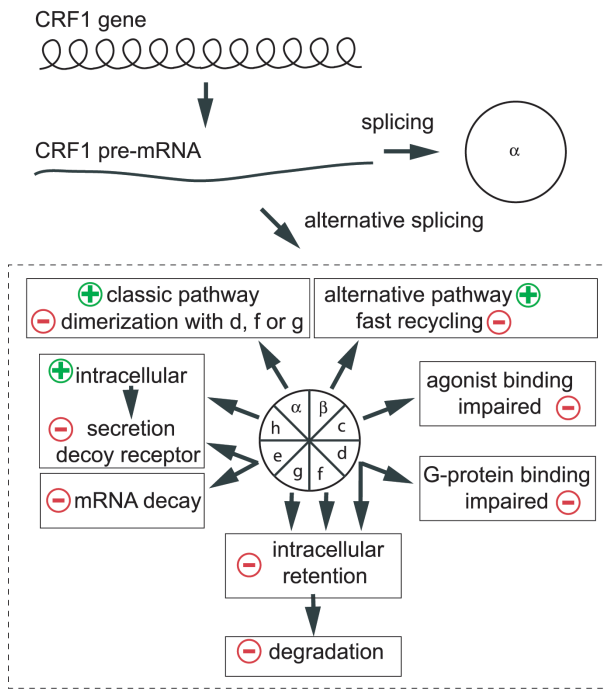 CRF1 gene
CRF1 pre-mRNA
splicing
α
alternative splicing
+ classic pathway
− dimerization with d, f or g
alternative pathway +
fast recycling −
+ intracellular
− secretion
decoy receptor
− mRNA decay
agonist binding
impaired −
G-protein binding
impaired −
α β
h c
e d
g f
− intracellular
retention
− degradation